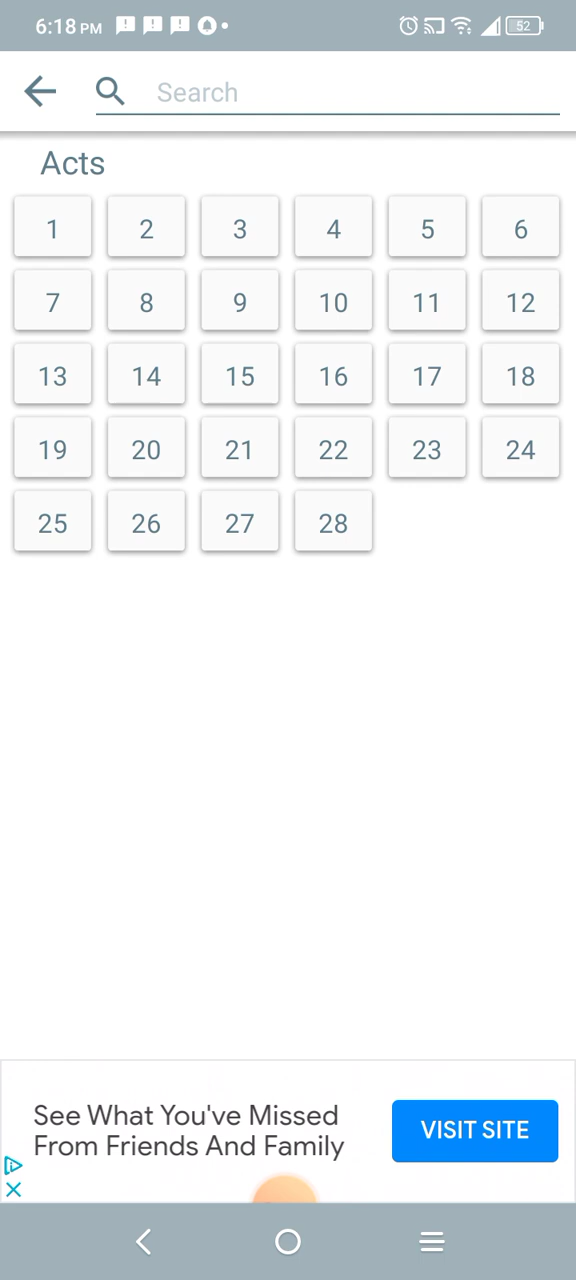 6:18 PM
52
Search
Acts
1 2 3 4 5 6
7 8 9 10 11 12
13 14 15 16 17 18
19 20 21 22 23 24
25 26 27 28
See What You've Missed
From Friends And Family
VISIT SITE